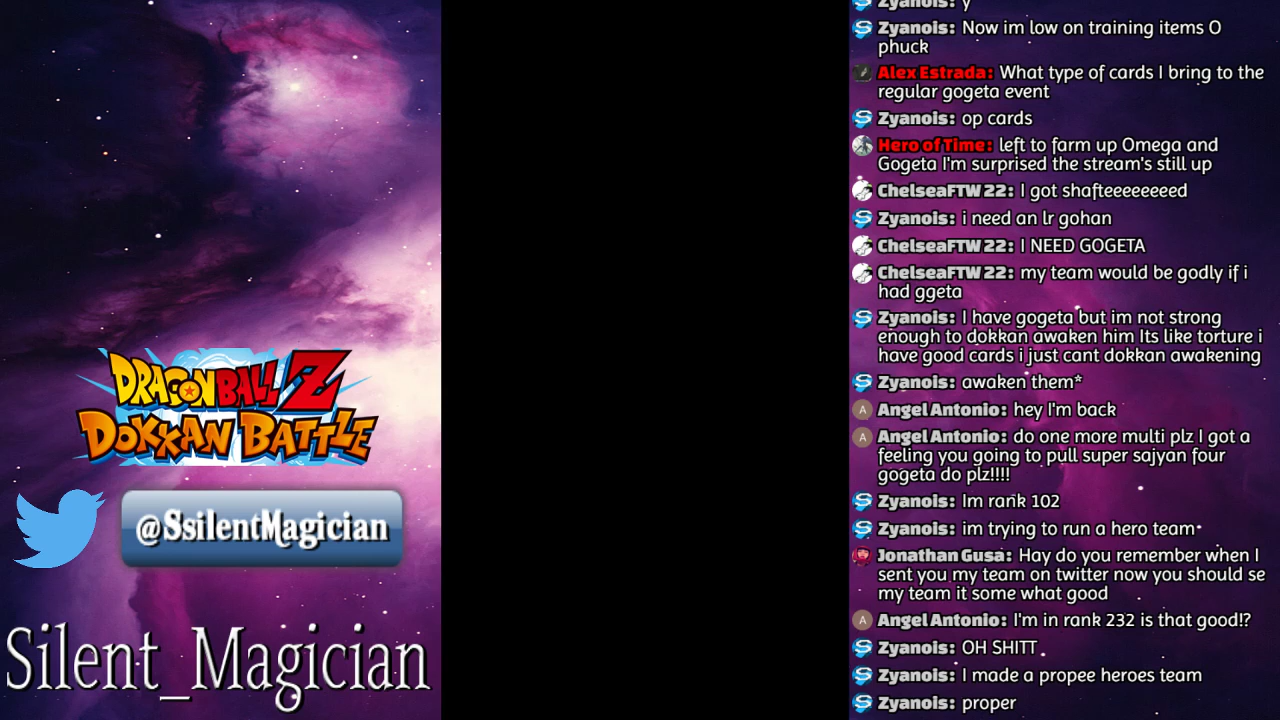 DRAGONBALL Z
DOKKAN BATTLE
@SsilentMagician
Silent_Magician
Zyanois: y
Zyanois: Now im low on training items O
phuck
Alex Estrada: What type of cards I bring to the
regular gogeta event
Zyanois: op cards
Hero of Time: left to farm up Omega and
Gogeta I'm surprised the stream's still up
ChelseaFTW 22: I got shafteeeeeeeed
Zyanois: i need an lr gohan
ChelseaFTW 22: I NEED GOGETA
ChelseaFTW 22: my team would be godly if i
had ggeta
Zyanois: I have gogeta but im not strong
enough to dokkan awaken him Its like torture i
have good cards i just cant dokkan awakening
Zyanois: awaken them*
A Angel Antonio: hey I'm back
A Angel Antonio: do one more multi plz I got a
feeling you going to pull super sajyan four
gogeta do plz!!!!
Zyanois: Im rank 102
Zyanois: im trying to run a hero team
Jonathan Gusa: Hay do you remember when I
sent you my team on twitter now you should se
my team it some what good
A Angel Antonio: I'm in rank 232 is that good!?
Zyanois: OH SHITT
Zyanois: I made a propee heroes team
Zyanois: proper